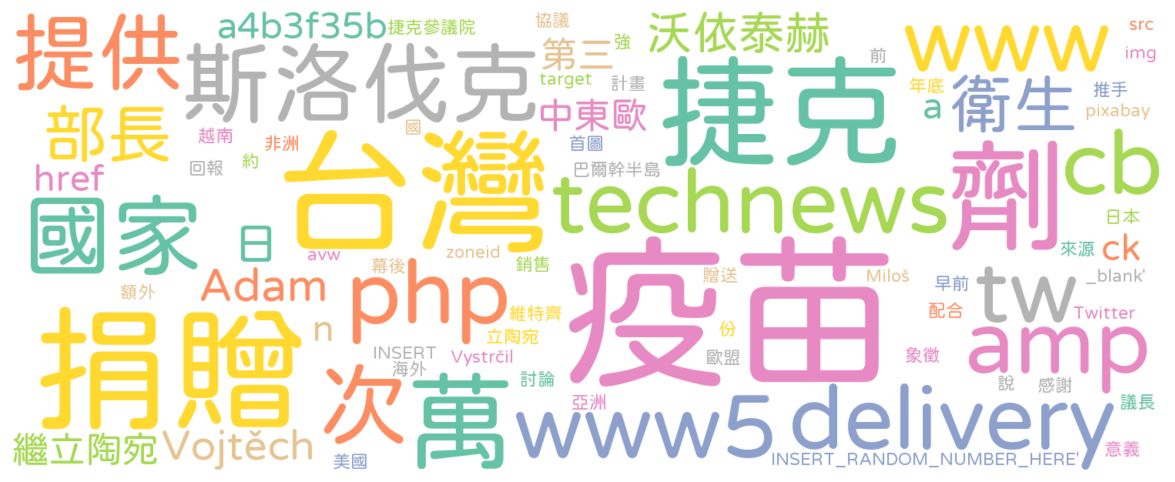 提供
a4b3f35b
捷克參議院
協議
第三
強
沃依泰赫
www
src
img
斯洛伐克
target
計畫
前
捷克
年底
a
衛生
推手
pixabay
部長
越南
非洲
國
中東歐
首圖
劑
cb
href
回報
約
台灣
巴爾幹半島
technews
日本
國家
日
avw
zoneid
銷售
疫苗
來源
ck
額外
Adam
幕後
php
贈送
Miloš
早前
tw
_blank'
捐贈
n
維特齊
立陶宛
份
配合
Twitter
amp
INSERT
海外
Vystrčil
歐盟
象徵
說
感謝
次
萬
討論
亞洲
www5
delivery
議長
繼立陶宛
Vojtěch
美國
INSERT_RANDOM_NUMBER_HERE'
意義